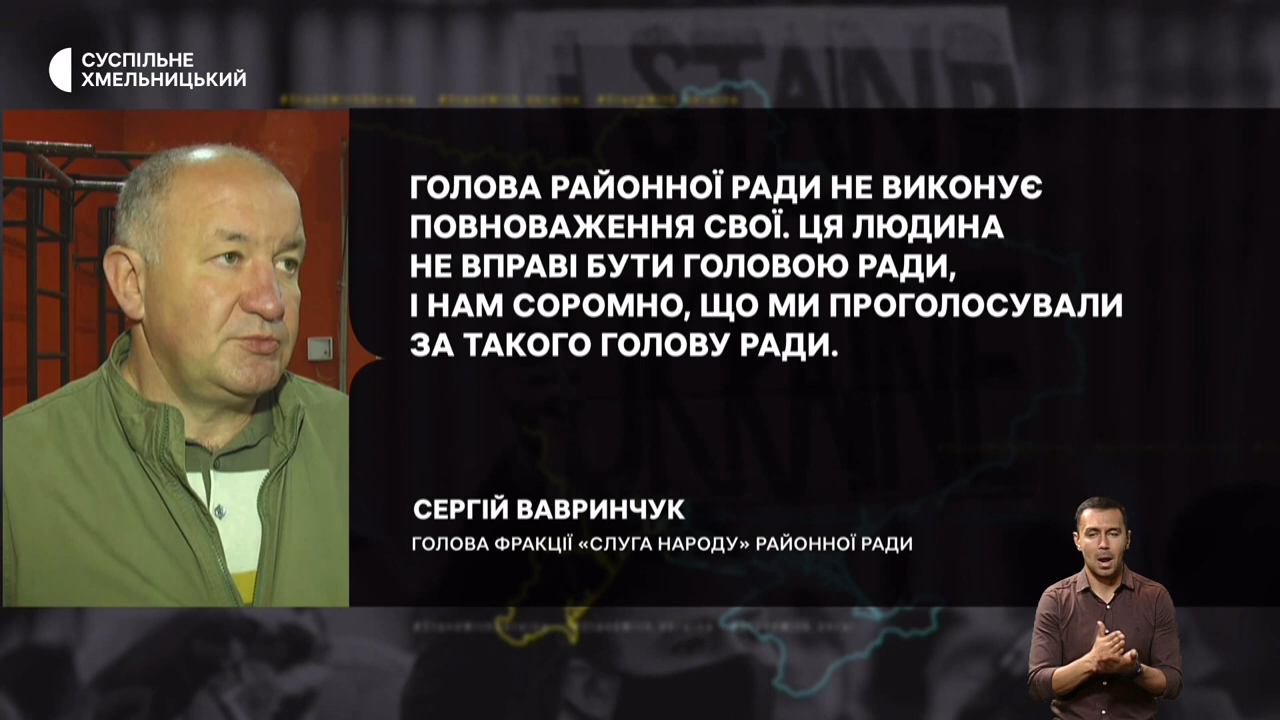 СУСПІЛЬНЕ
ХМЕЛЬНИЦЬКИЙ
I STAND
ГОЛОВА РАЙОННОЇ РАДИ НЕ ВИКОНУЄ
ПОВНОВАЖЕННЯ СВОЇ. ЦЯ ЛЮДИНА
НЕ ВПРАВІ БУТИ ГОЛОВОЮ РАДИ,
І НАМ СОРОМНО, ЩО МИ ПРОГОЛОСУВАЛИ
ЗА ТАКОГО ГОЛОВУ РАДИ.
СЕРГІЙ ВАВРИНЧУК
ГОЛОВА ФРАКЦІЇ «СЛУГА НАРОДУ» РАЙОННОЇ РАДИ